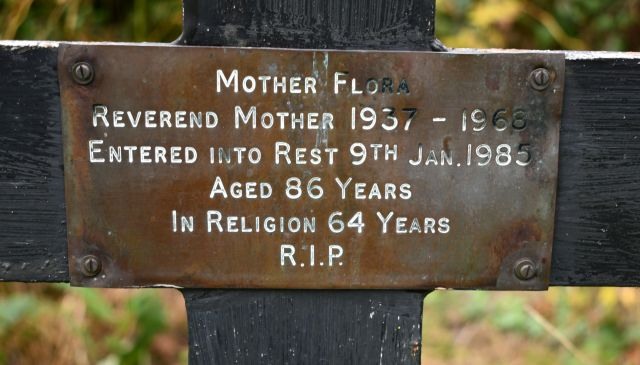 Mother Flora
Reverend Mother 1937 - 1968
Entered into Rest 9th Jan. 1985
Aged 86 Years
In Religion 64 Years
R.I.P.